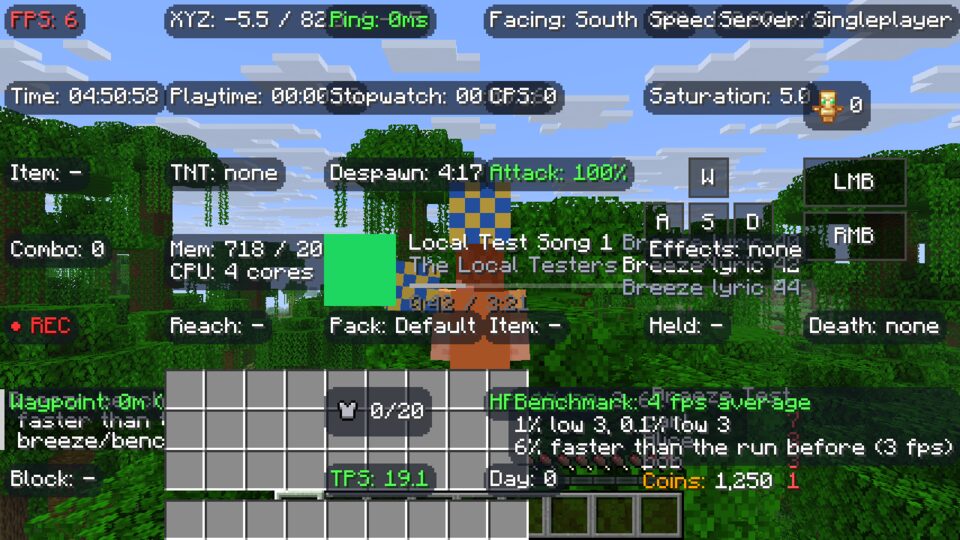 FPS: 6
XYZ: -5.5 / 82
Ping: 0ms
Facing: South
Speed
Server: Singleplayer
Time: 04:50:58
Playtime: 00:00
Stopwatch: 00
CPS: 0
Saturation: 5.0
0
Item: -
TNT: none
Despawn: 4:17
Attack: 100%
W
LMB
A S D
RMB
Combo: 0
Mem: 718 / 20
CPU: 4 cores
Local Test Song 1
The Local Testers
0:42 / 3:21
Effects: none
Breeze lyric 42
Breeze lyric 44
REC
Reach: -
Pack: Default
Item: -
Held: -
Death: none
Waypoint: 0m
faster than
breeze/benc
0/20
Breeze Test
Benchmark: 4 fps average
1% low 3, 0.1% low 3
6% faster than the run before (3 fps)
Block: -
TPS: 19.1
Day: 0
Coins: 1,250
1